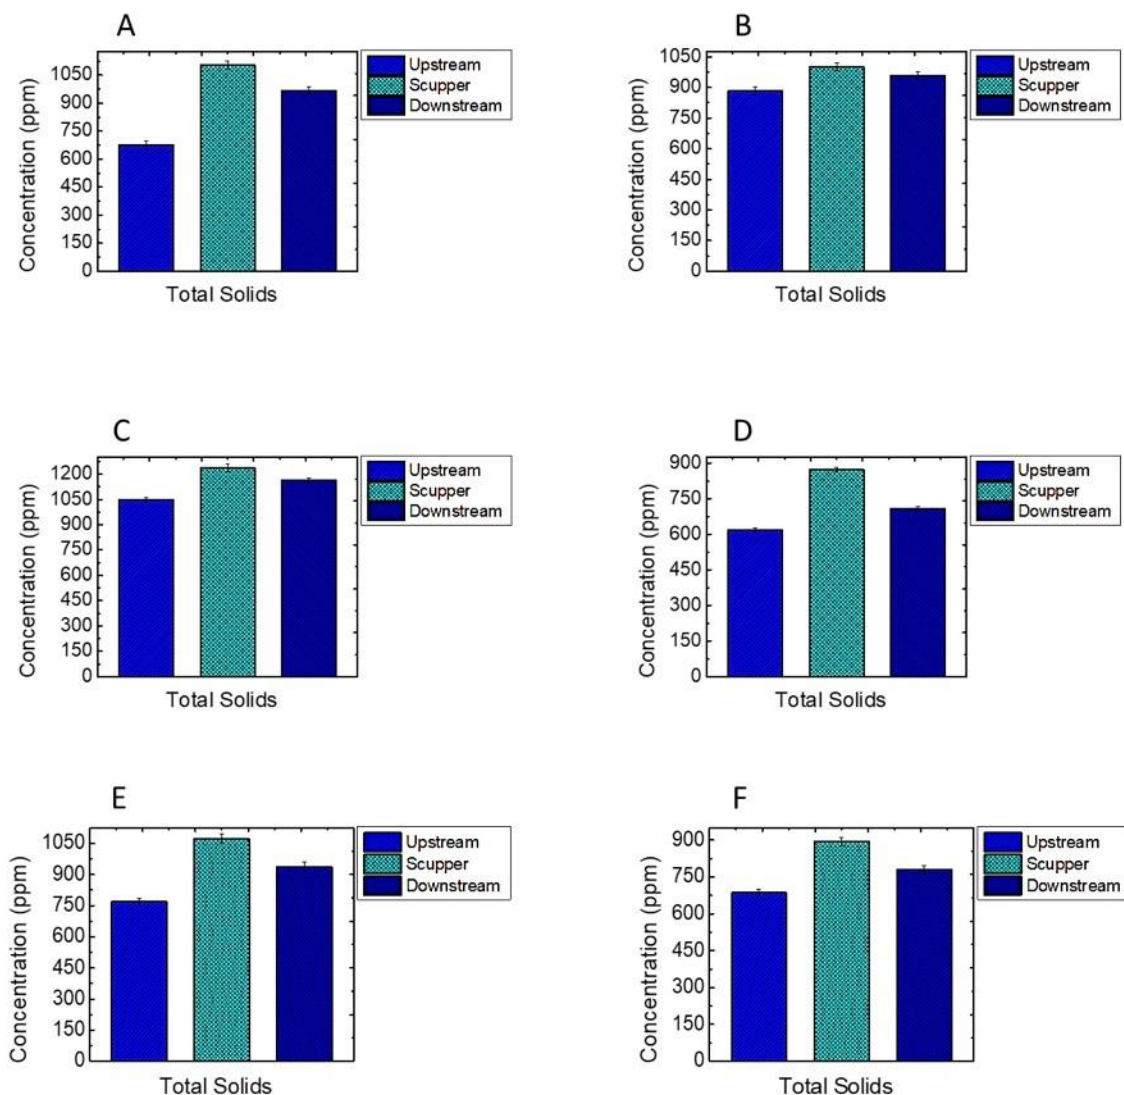 A
Concentration (ppm)
1050
900
750
600
450
300
150
0
Total Solids
Upstream
Scupper
Downstream
B
Concentration (ppm)
1050
900
750
600
450
300
150
0
Total Solids
Upstream
Scupper
Downstream
C
Concentration (ppm)
1200
1050
900
750
600
450
300
150
0
Total Solids
Upstream
Scupper
Downstream
D
Concentration (ppm)
900
750
600
450
300
150
0
Total Solids
Upstream
Scupper
Downstream
E
Concentration (ppm)
1050
900
750
600
450
300
150
0
Total Solids
Upstream
Scupper
Downstream
F
Concentration (ppm)
900
750
600
450
300
150
0
Total Solids
Upstream
Scupper
Downstream